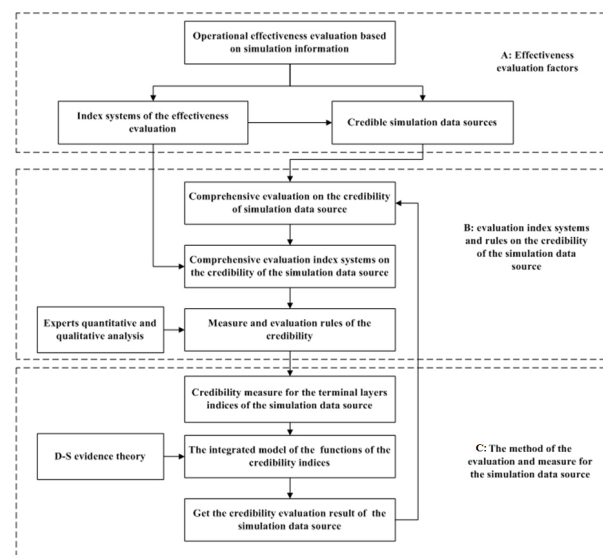 Operational effectiveness evaluation based
on simulation information
A: Effectiveness
evaluation factors
Index systems of the effectiveness
evaluation
Credible simulation data sources
Comprehensive evaluation on the credibility
of simulation data source
B: evaluation index systems
and rules on the credibility
of the simulation data
source
Comprehensive evaluation index systems on
the credibility of the simulation data source
Experts quantitative and
qualitative analysis
Measure and evaluation rules of the
credibility
Credibility measure for the terminal layers
indices of the simulation data source
D-S evidence theory
The integrated model of the functions of the
credibility indices
C: The method of the
evaluation and measure for
the simulation data source
Get the credibility evaluation result of the
simulation data source